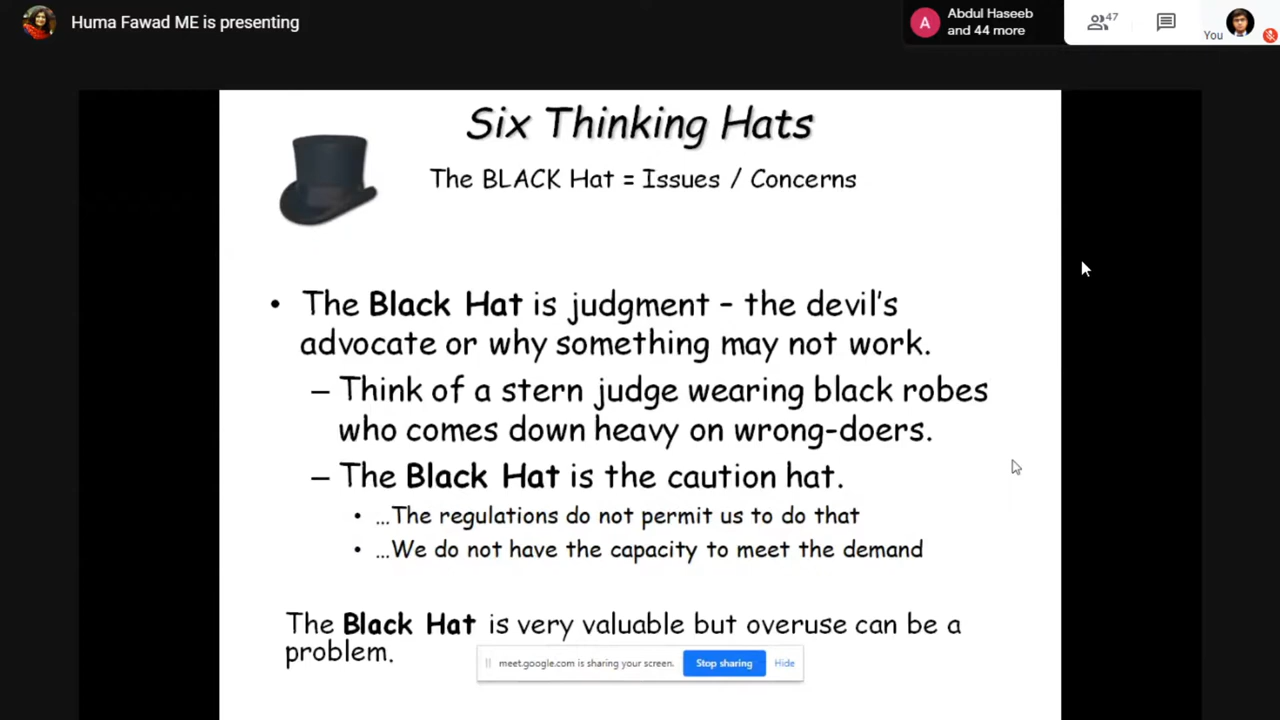 Huma Fawad ME is presenting
A
Abdul Haseeb
and 44 more
47
You
Six Thinking Hats
The BLACK Hat = Issues / Concerns
• The Black Hat is judgment – the devil's
advocate or why something may not work.
– Think of a stern judge wearing black robes
who comes down heavy on wrong-doers.
– The Black Hat is the caution hat.
• …The regulations do not permit us to do that
• …We do not have the capacity to meet the demand
The Black Hat is very valuable but overuse can be a
problem.
meet.google.com is sharing your screen. Stop sharing Hide